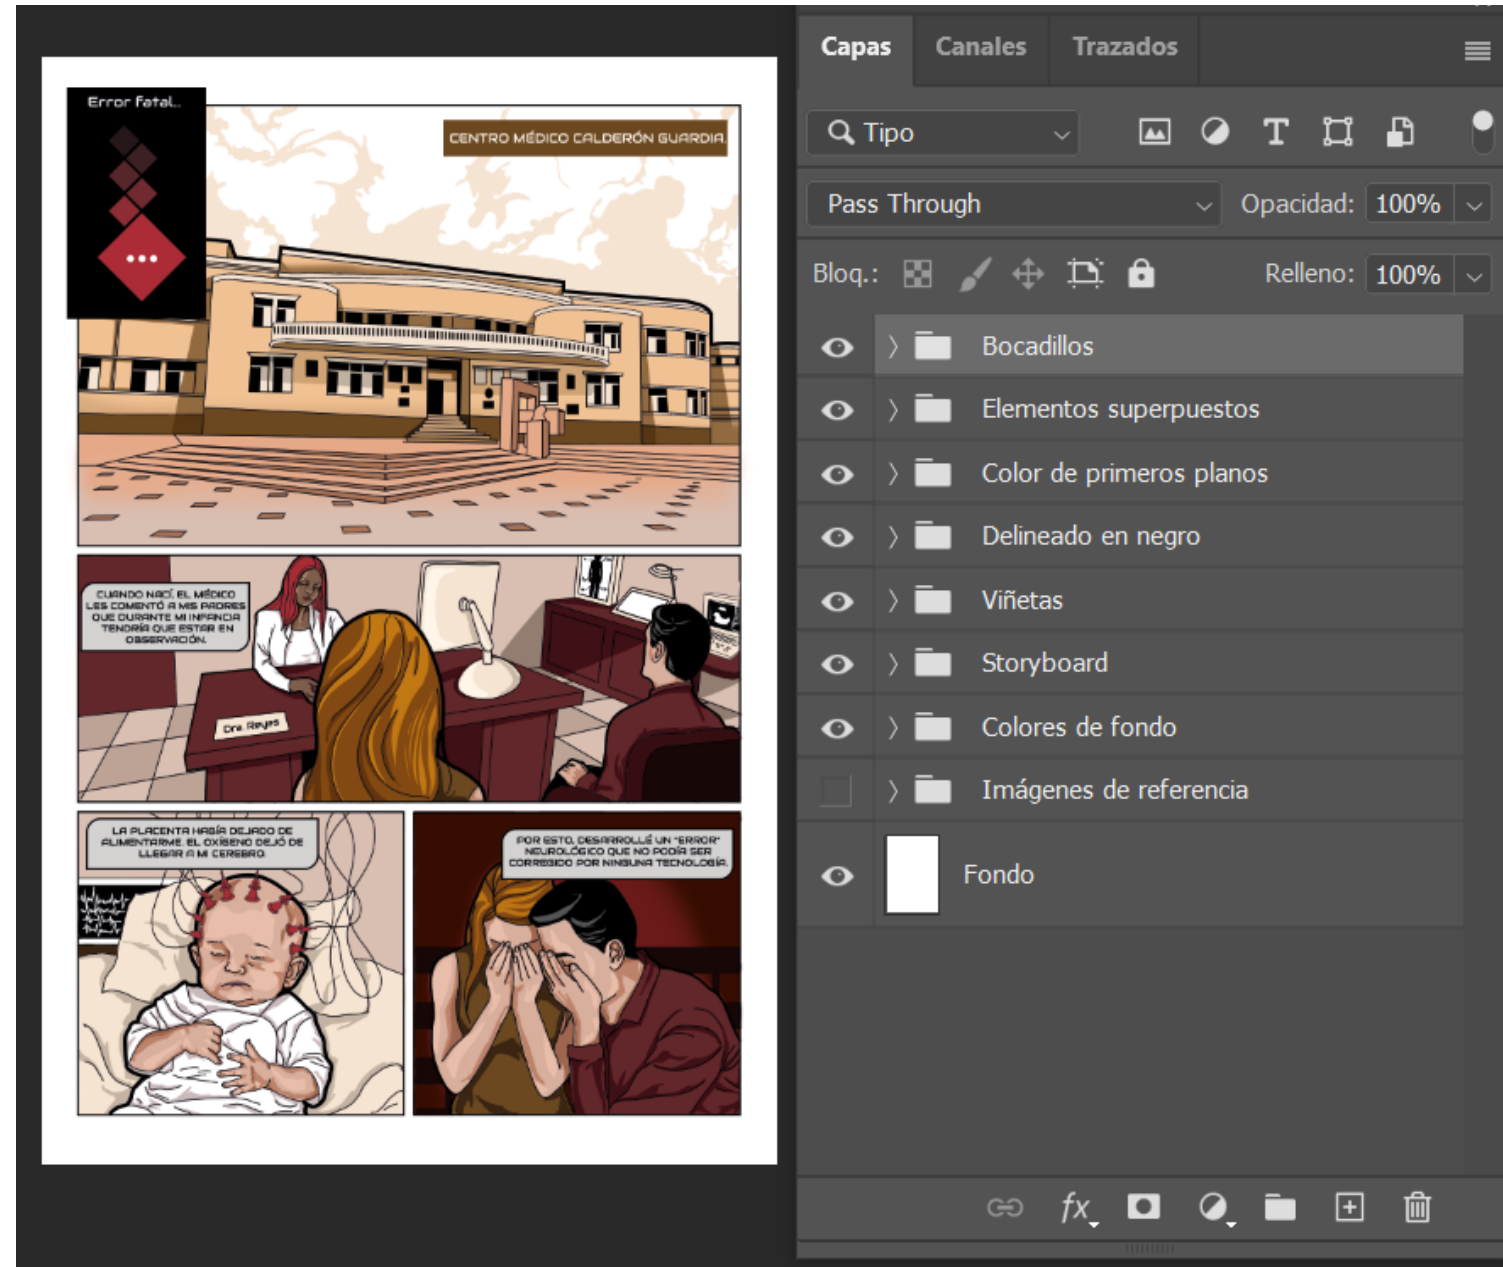 Error fatal...
CENTRO MÉDICO CALDERÓN GUARDIA.
CUANDO NACÍ, EL MÉDICO
LES COMENTÓ A MIS PADRES
QUE DURANTE MI INFANCIA
TENDRÍA QUE ESTAR EN
OBSERVACIÓN.
Dra. Reyes
LA PLACENTA HABÍA DEJADO DE
ALIMENTARME. EL OXÍGENO DEJÓ DE
LLEGAR A MI CEREBRO.
POR ESTO, DESARROLLÉ UN "ERROR"
NEUROLÓGICO QUE NO PODÍA SER
CORREGIDO POR NINGUNA TECNOLOGÍA.
Capas Canales Trazados
Tipo
Pass Through Opacidad: 100%
Bloq.: Relleno: 100%
Bocadillos
Elementos superpuestos
Color de primeros planos
Delineado en negro
Viñetas
Storyboard
Colores de fondo
Imágenes de referencia
Fondo
fx